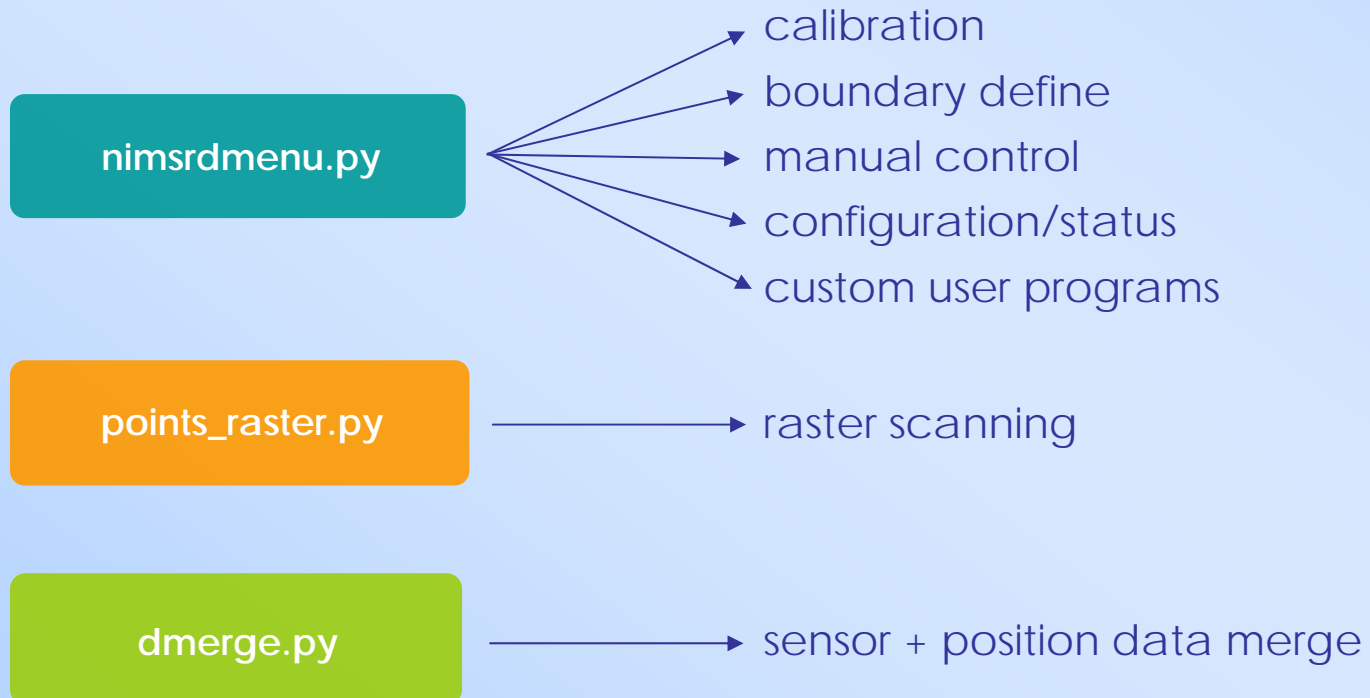 nimsrdmenu.py
calibration
boundary define
manual control
configuration/status
custom user programs
points_raster.py
raster scanning
dmerge.py
sensor + position data merge